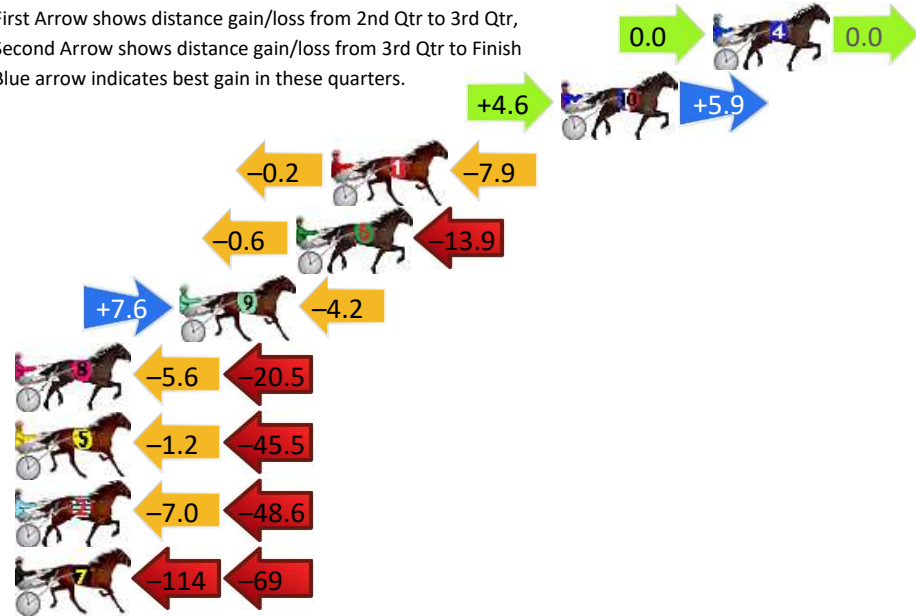 First Arrow shows distance gain/loss from 2nd Qtr to 3rd Qtr,
Second Arrow shows distance gain/loss from 3rd Qtr to Finish
Blue arrow indicates best gain in these quarters.
0.0 4 0.0
+4.6 10 +5.9
–0.2 1 –7.9
–0.6 –13.9
+7.6 9 –4.2
8 –5.6 –20.5
5 –1.2 –45.5
2 –7.0 –48.6
7 –114 –69